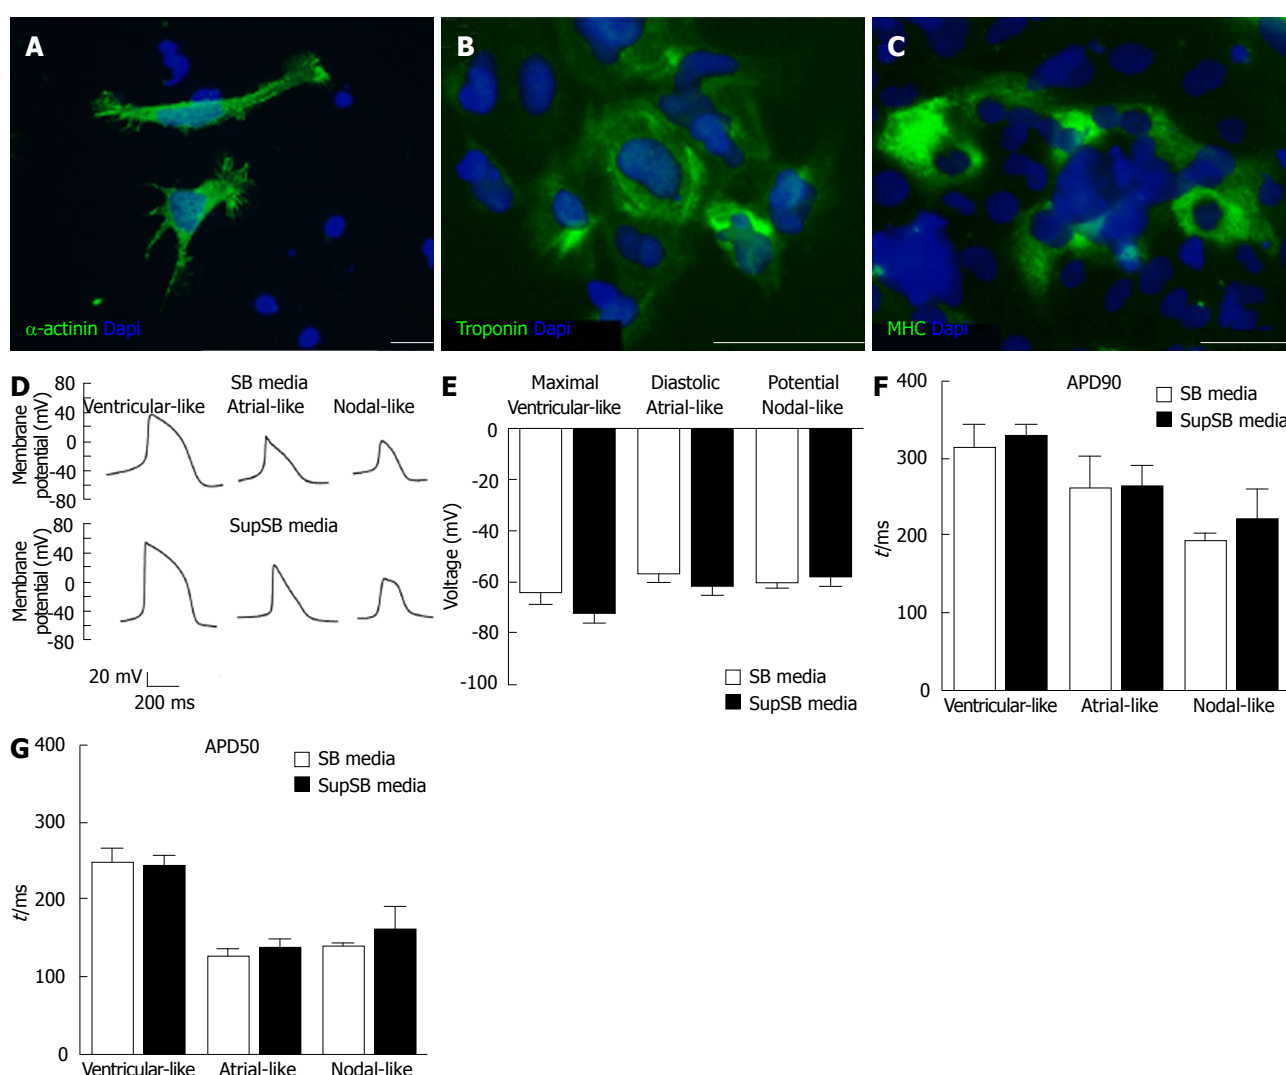 A
α-actinin Dapi
B
Troponin Dapi
C
MHC Dapi
D
SB media
Ventricular-like Atrial-like Nodal-like
Membrane
potential (mV)
80
40
0
-40
-80
SupSB media
Membrane
potential (mV)
80
40
0
-40
-80
20 mV
200 ms
E
Maximal Diastolic Potential
Ventricular-like Atrial-like Nodal-like
Voltage (mV)
0
-20
-40
-60
-80
-100
SB media
SupSB media
F
APD90
SB media
SupSB media
t/ms
400
300
200
100
0
Ventricular-like Atrial-like Nodal-like
G
APD50
SB media
SupSB media
t/ms
400
300
200
100
0
Ventricular-like Atrial-like Nodal-like